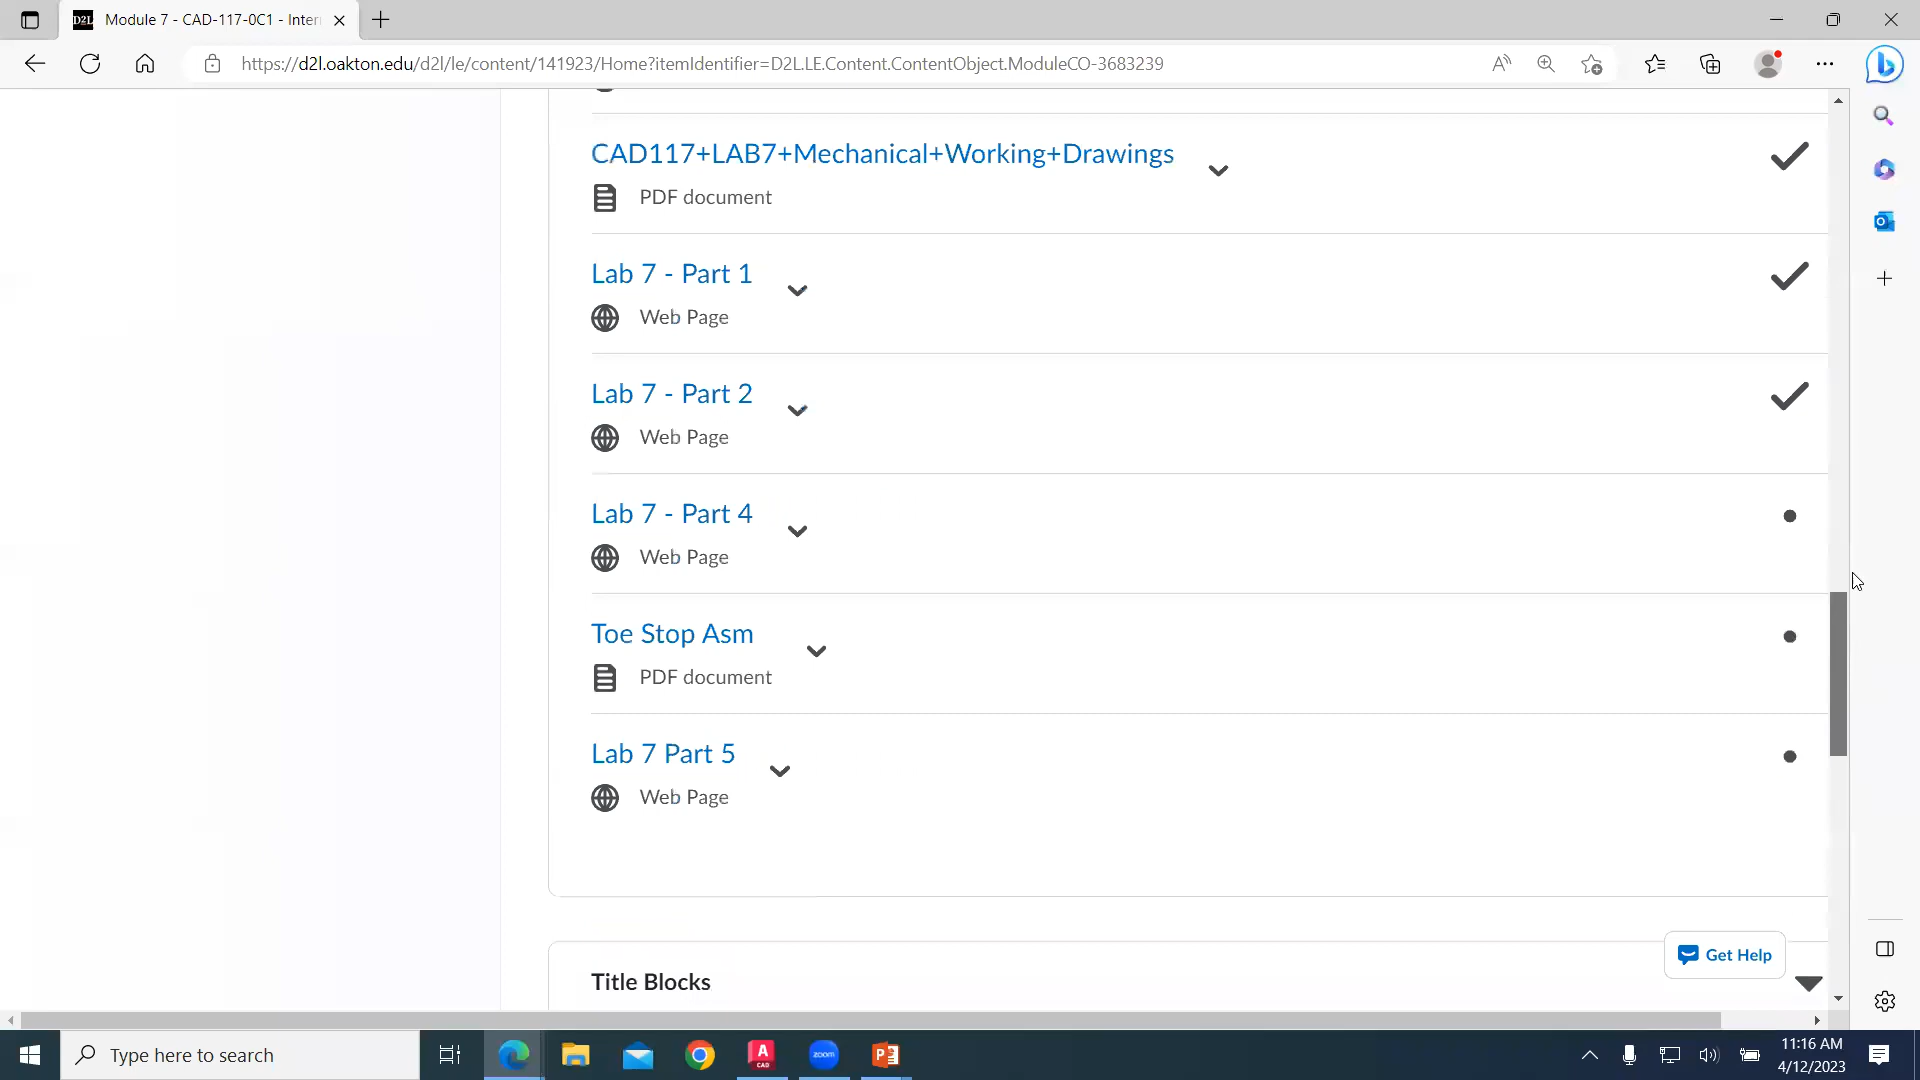 Module 7 - CAD-117-0C1 - Inter
https://d2l.oakton.edu/d2l/le/content/141923/Home?itemIdentifier=D2L.LE.Content.ContentObject.ModuleCO-3683239
CAD117+LAB7+Mechanical+Working+Drawings
PDF document
Lab 7 - Part 1
Web Page
Lab 7 - Part 2
Web Page
Lab 7 - Part 4
Web Page
Toe Stop Asm
PDF document
Lab 7 Part 5
Web Page
Get Help
Title Blocks
Type here to search
zoom
11:16 AM
4/12/2023